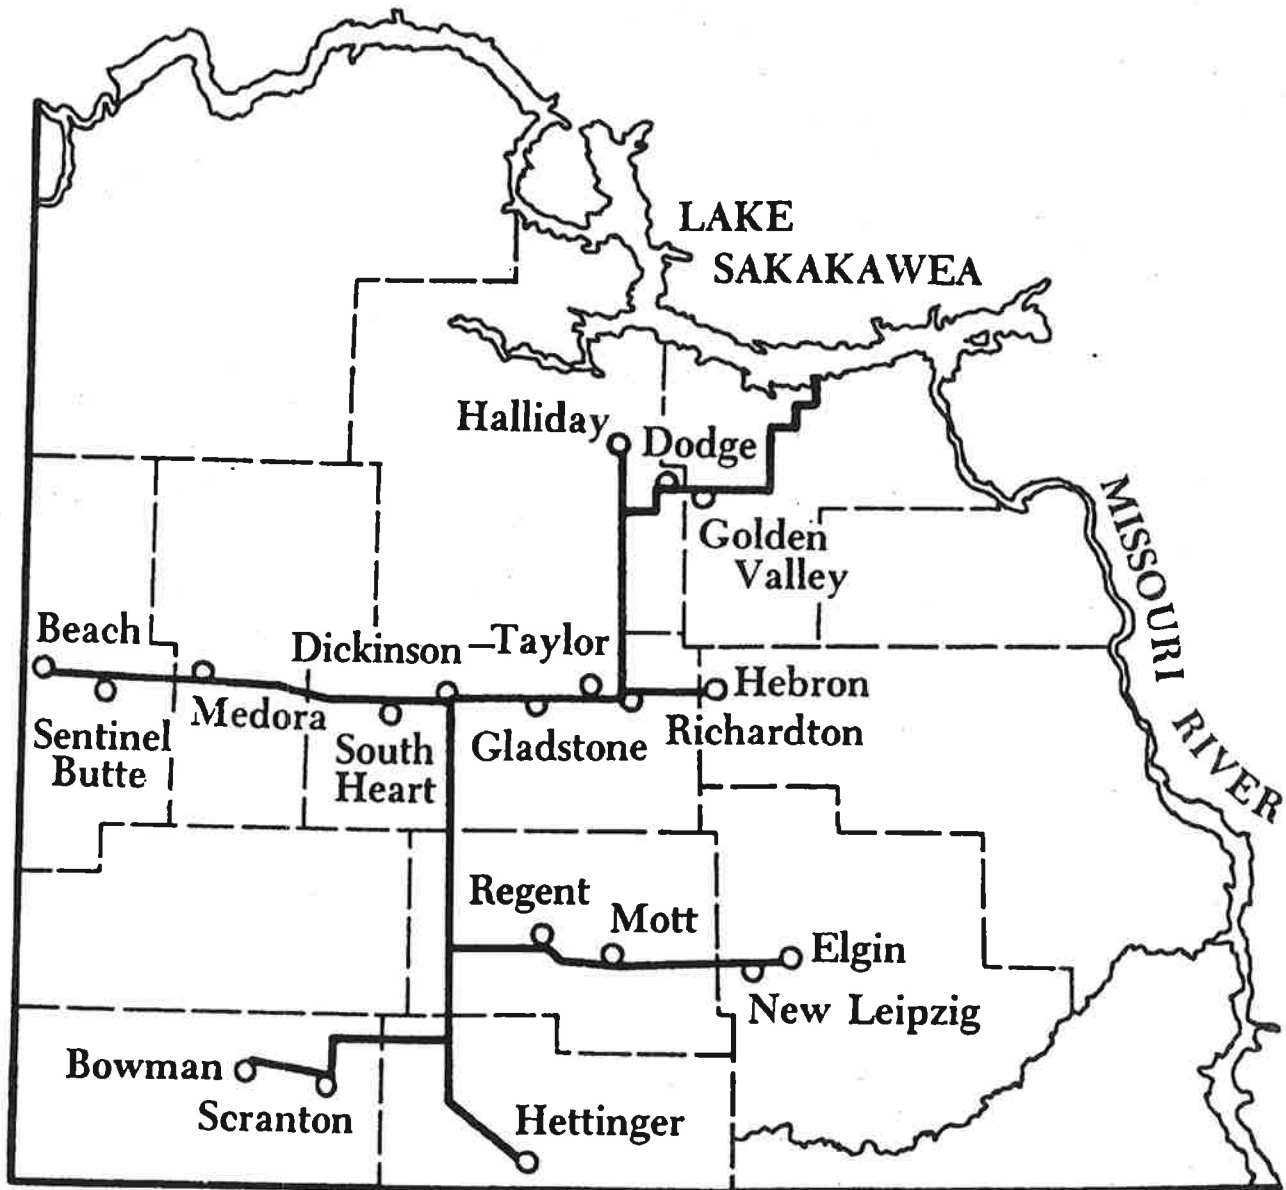 LAKE
SAKAKAWEA
Halliday
Dodge
Golden
Valley
MISSOURI RIVER
Beach
Dickinson
Taylor
Hebron
Medora
Sentinel
Butte
South
Heart
Gladstone
Richardton
Regent
Mott
Elgin
New Leipzig
Bowman
Scranton
Hettinger